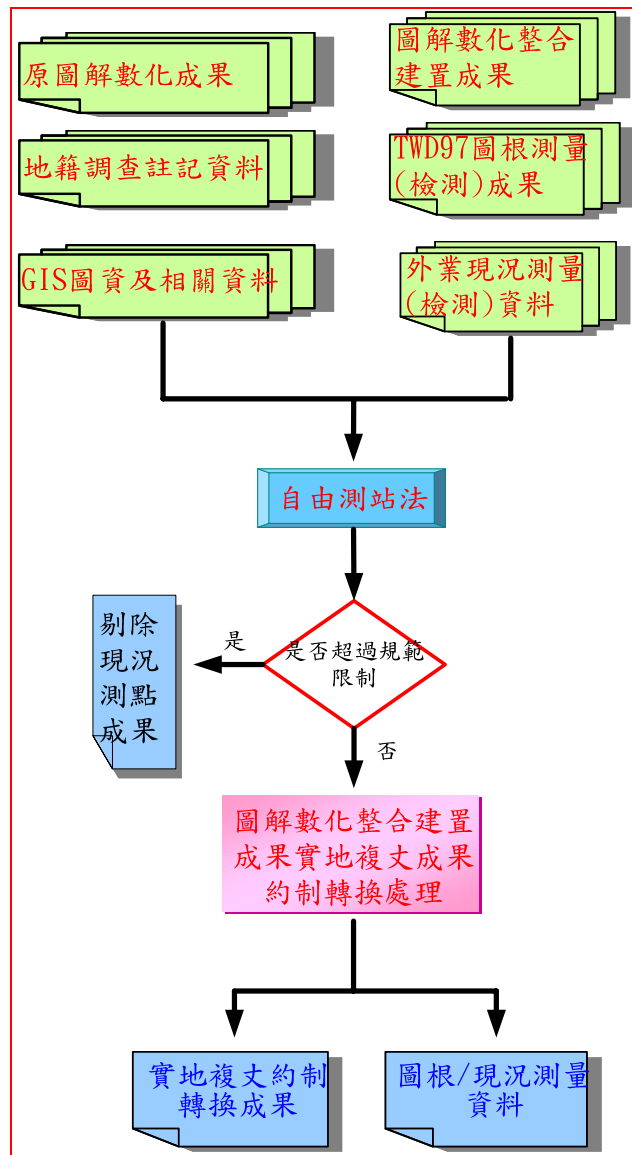 原圖解數化成果
圖解數化整合
建置成果
地籍調查註記資料
TWD97圖根測量
(檢測)成果
GIS圖資及相關資料
外業現況測量
(檢測)資料
自由測站法
是否超過規範
限制
是
剔除
現況
測點
成果
否
圖解數化整合建置
成果實地複丈成果
約制轉換處理
實地複丈約制
轉換成果
圖根/現況測量
資料